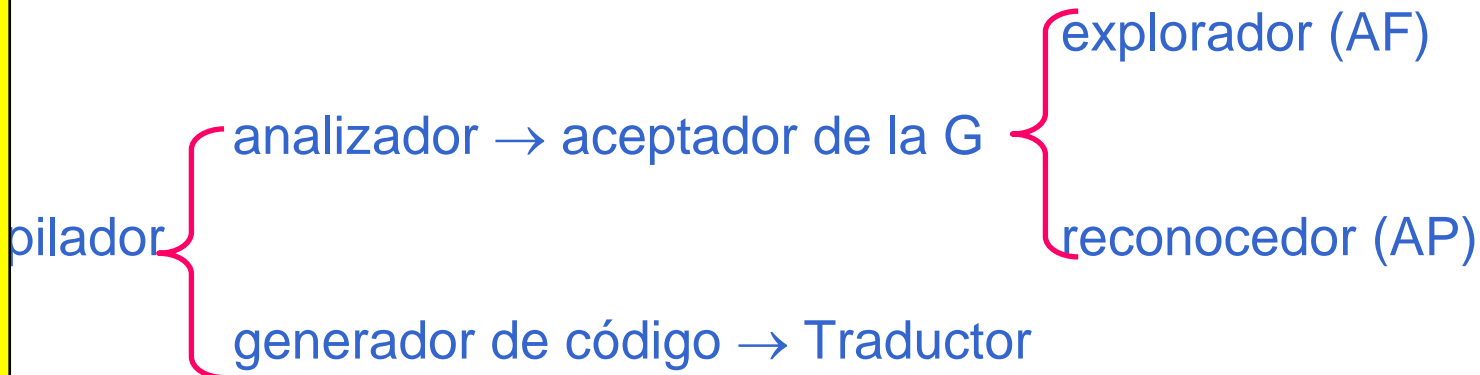 explorador (AF)
analizador → aceptador de la G
pilador
reconocedor (AP)
generador de código → Traductor